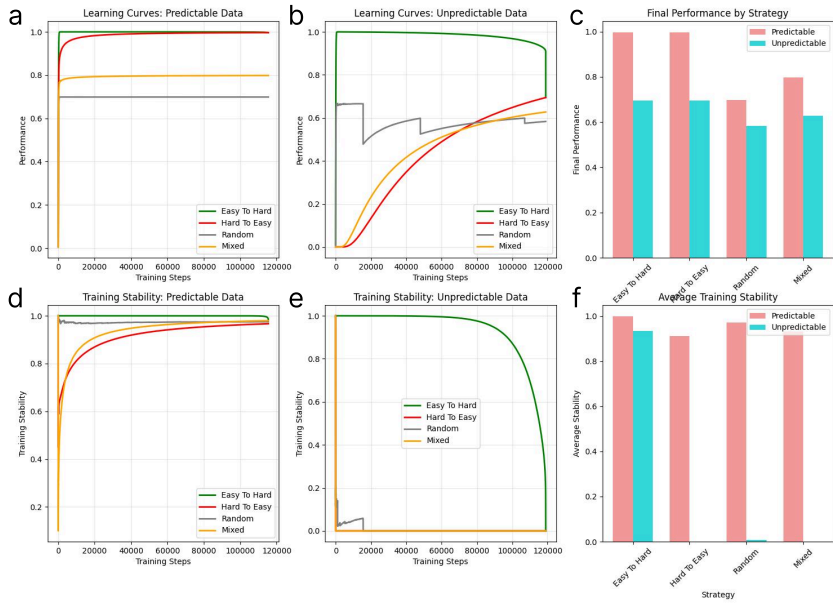 a
Learning Curves: Predictable Data
1.0
0.8
0.6
0.4
0.2
0.0
Performance
Easy To Hard
Hard To Easy
Random
Mixed
0 20000 40000 60000 80000 100000 120000
Training Steps
b
Learning Curves: Unpredictable Data
1.0
0.8
0.6
0.4
0.2
0.0
Performance
Easy To Hard
Hard To Easy
Random
Mixed
0 20000 40000 60000 80000 100000 120000
Training Steps
c
Final Performance by Strategy
Predictable
Unpredictable
1.0
0.8
0.6
0.4
0.2
0.0
Final Performance
Easy To Hard
Hard To Easy
Random
Mixed
d
Training Stability: Predictable Data
1.0
0.8
0.6
0.4
0.2
Training Stability
Easy To Hard
Hard To Easy
Random
Mixed
0 20000 40000 60000 80000 100000 120000
Training Steps
e
Training Stability: Unpredictable Data
1.0
0.8
0.6
0.4
0.2
0.0
Training Stability
Easy To Hard
Hard To Easy
Random
Mixed
0 20000 40000 60000 80000 100000 120000
Training Steps
f
Average Training Stability
Predictable
Unpredictable
1.0
0.8
0.6
0.4
0.2
0.0
Average Stability
Easy To Hard
Hard To Easy
Random
Mixed
Strategy